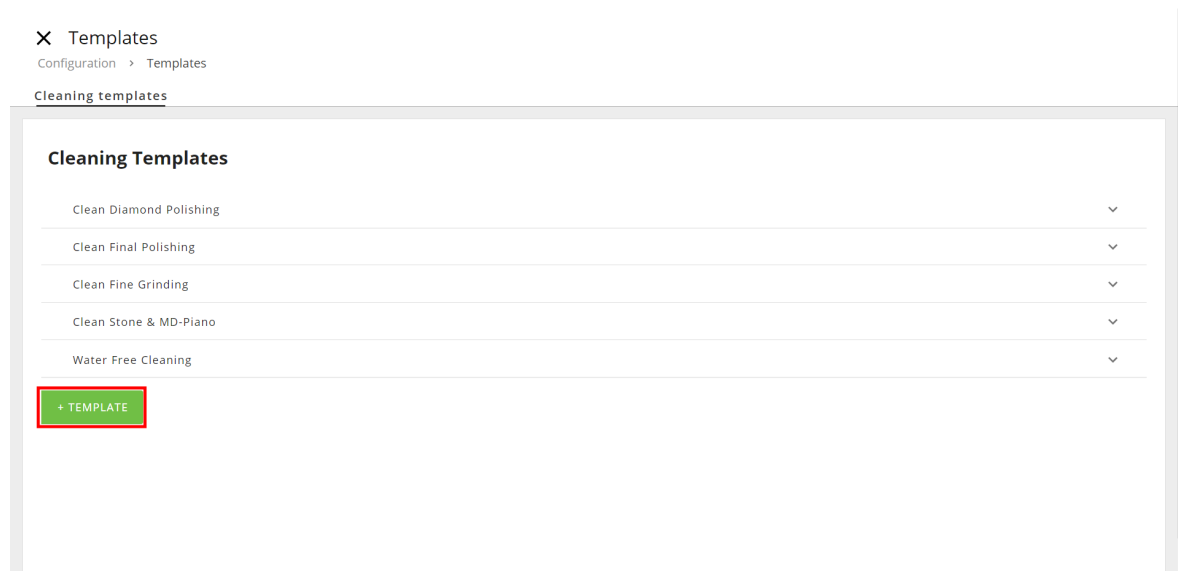 Templates
Configuration > Templates
Cleaning templates
Cleaning Templates
Clean Diamond Polishing
Clean Final Polishing
Clean Fine Grinding
Clean Stone & MD-Piano
Water Free Cleaning
+ TEMPLATE